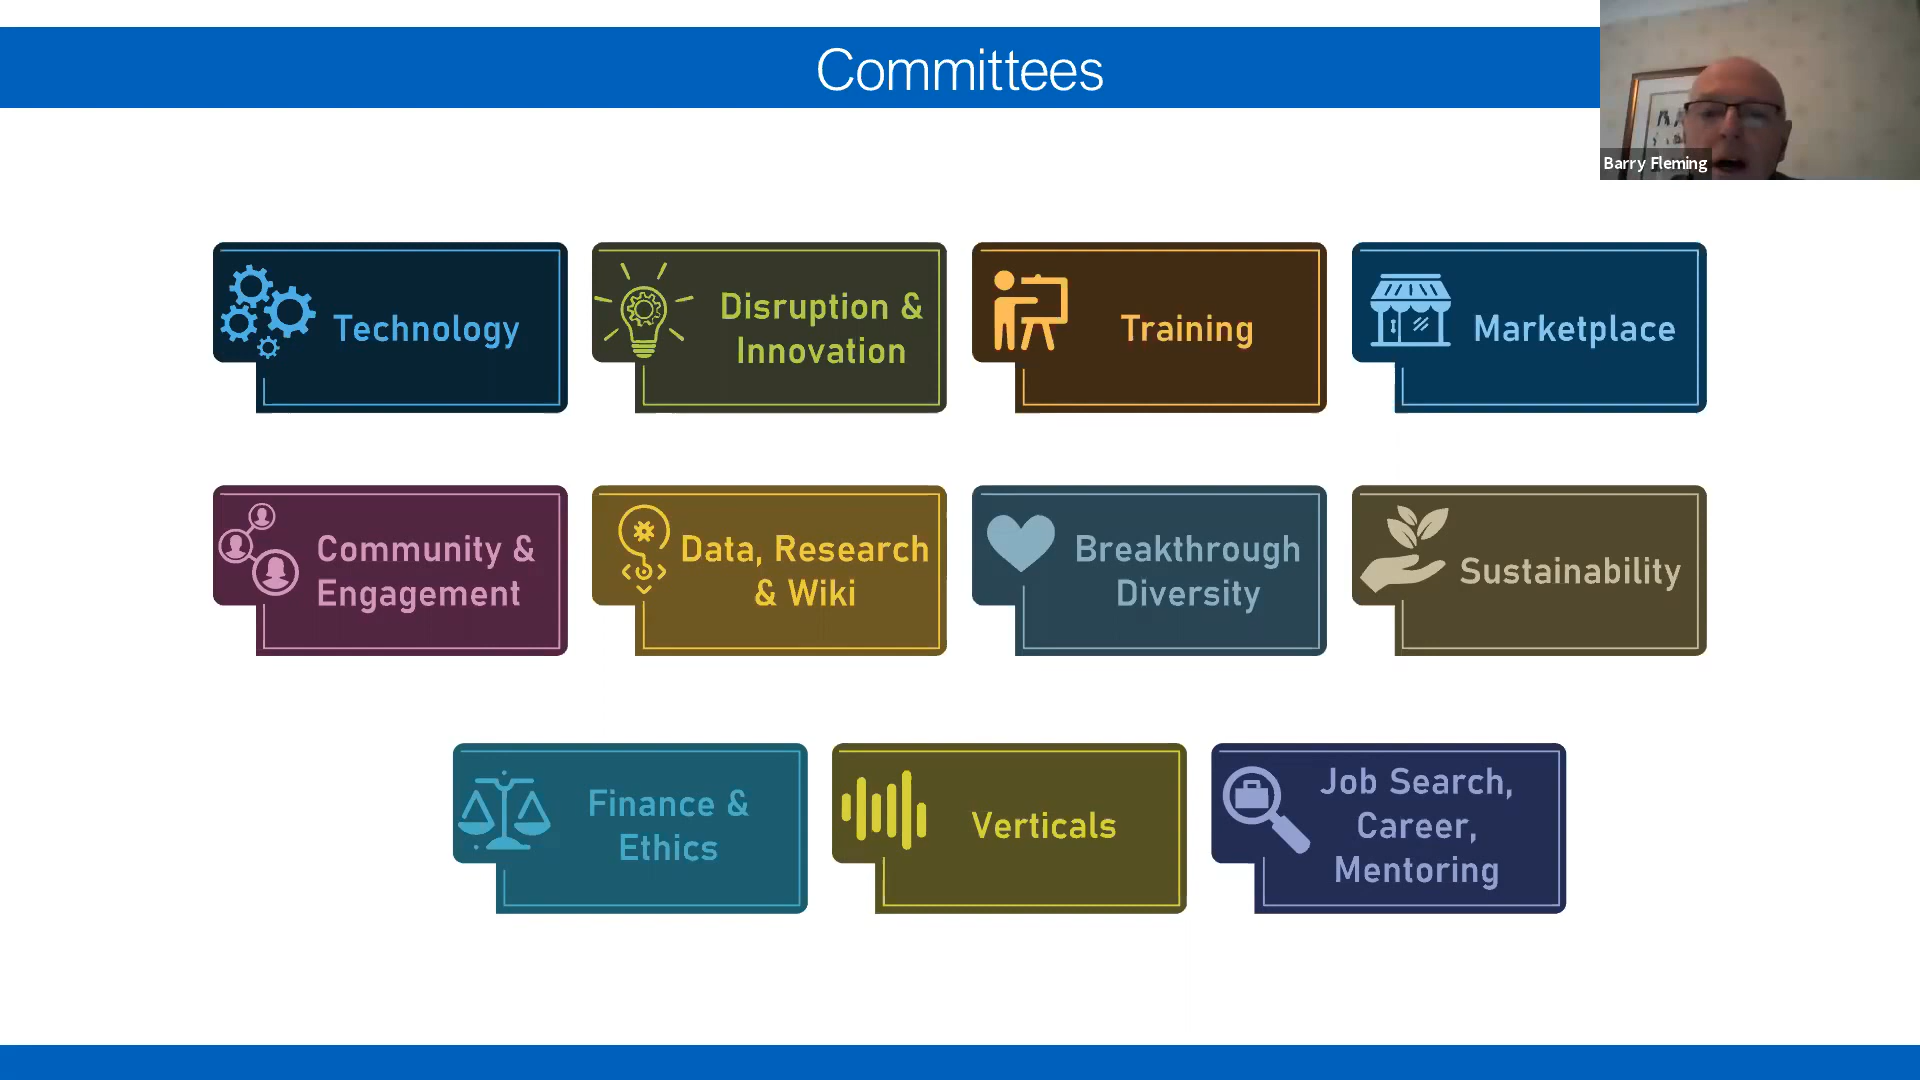 Committees
Barry Fleming
Technology
Disruption &
Innovation
Training
Marketplace
Community &
Engagement
Data, Research
& Wiki
Breakthrough
Diversity
Sustainability
Finance &
Ethics
Verticals
Job Search,
Career,
Mentoring